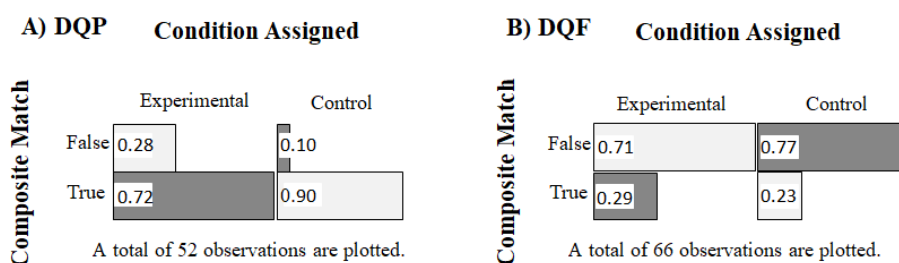 A) DQP Condition Assigned
Composite Match
Experimental Control
False 0.28 0.10
True 0.72 0.90
A total of 52 observations are plotted.
B) DQF Condition Assigned
Composite Match
Experimental Control
False 0.71 0.77
True 0.29 0.23
A total of 66 observations are plotted.